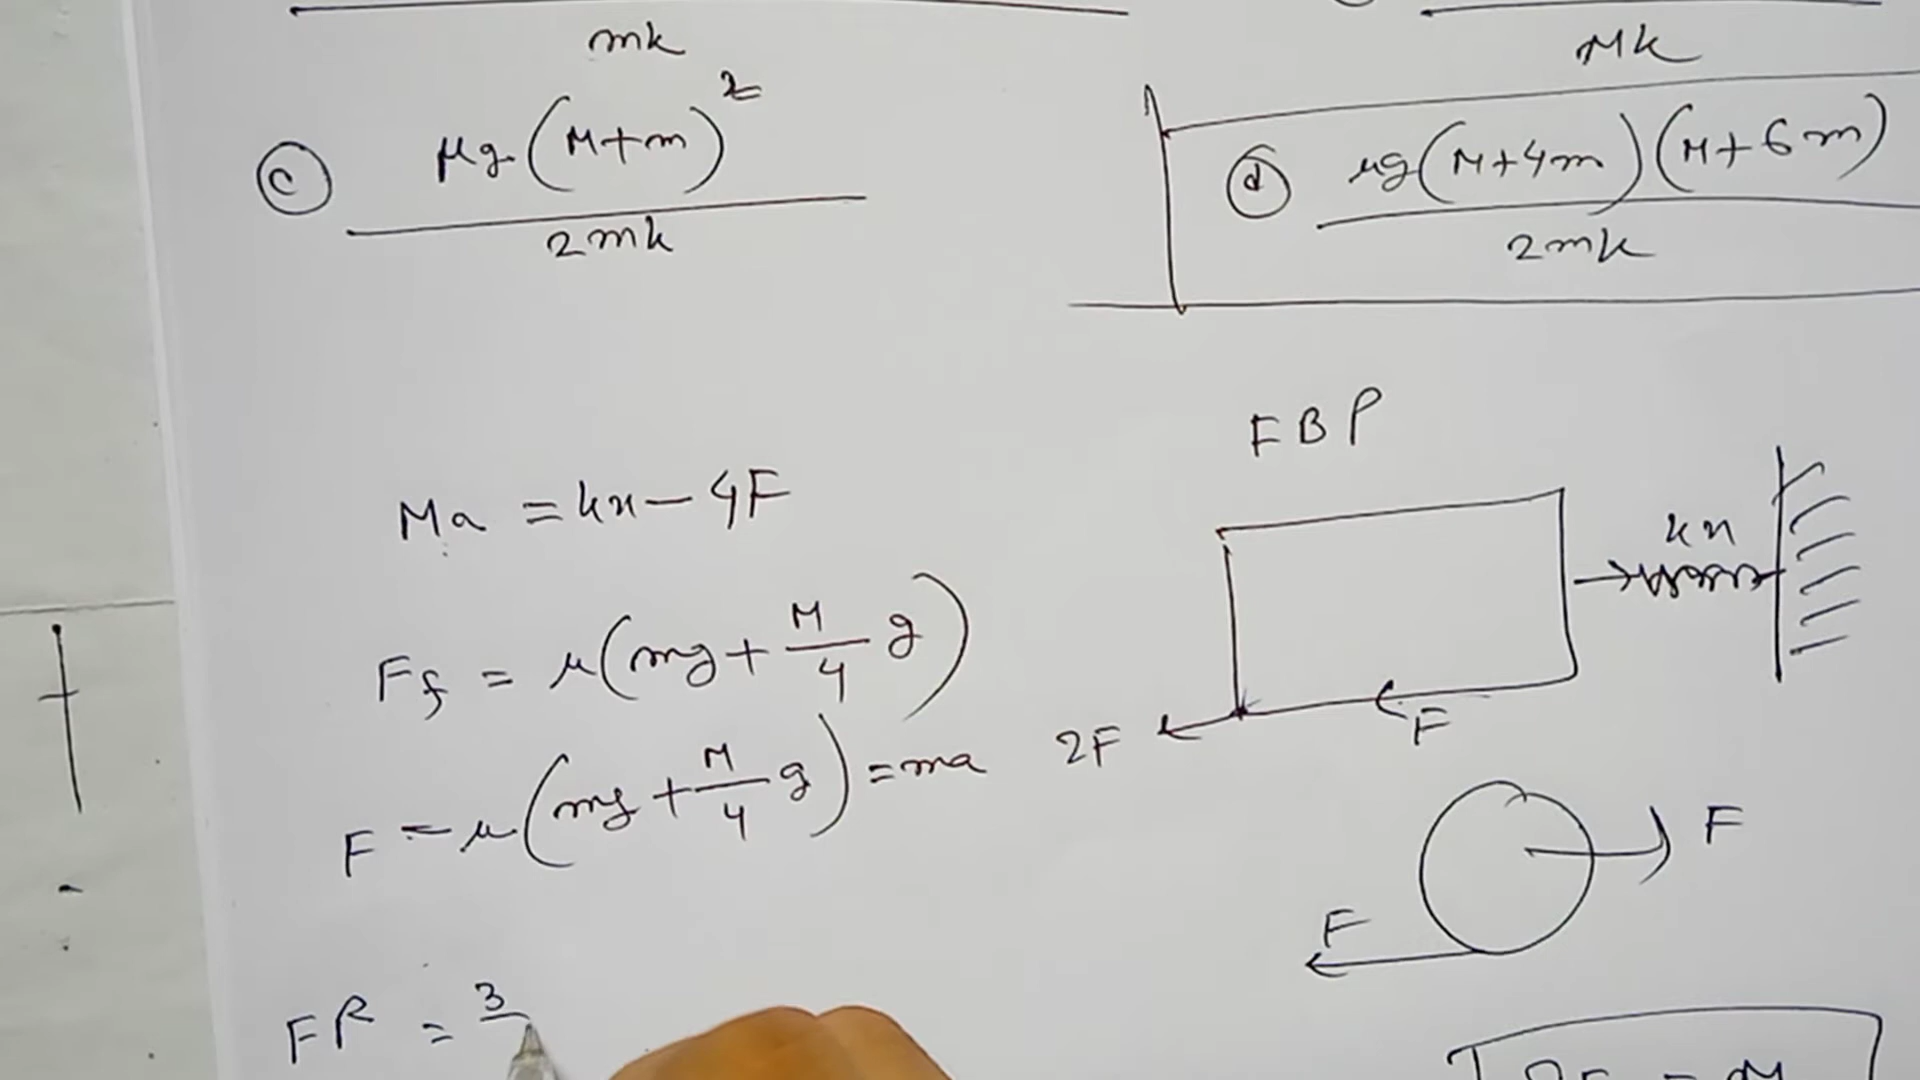 mk
Mk
(c) μg(M+m)²
2mk
(d) μg(M+4m)(M+6m)
2mk
FBP
Ma = kx - 4F
kx
Ff = μ(mg + M/4 g)
F
2F
F = μ(mg + M/4 g) = ma
F
F
FR = 3